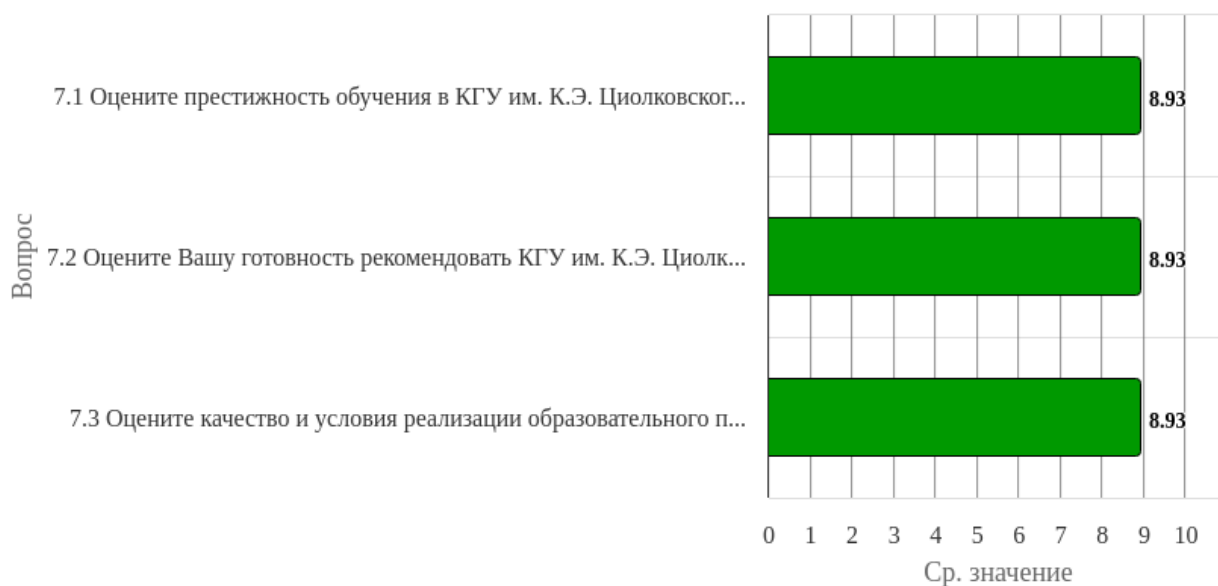 7.1 Оцените престижность обучения в КГУ им. К.Э. Циолковског...
8.93
Вопрос
7.2 Оцените Вашу готовность рекомендовать КГУ им. К.Э. Циолк...
8.93
7.3 Оцените качество и условия реализации образовательного п...
8.93
0 1 2 3 4 5 6 7 8 9 10
Ср. значение